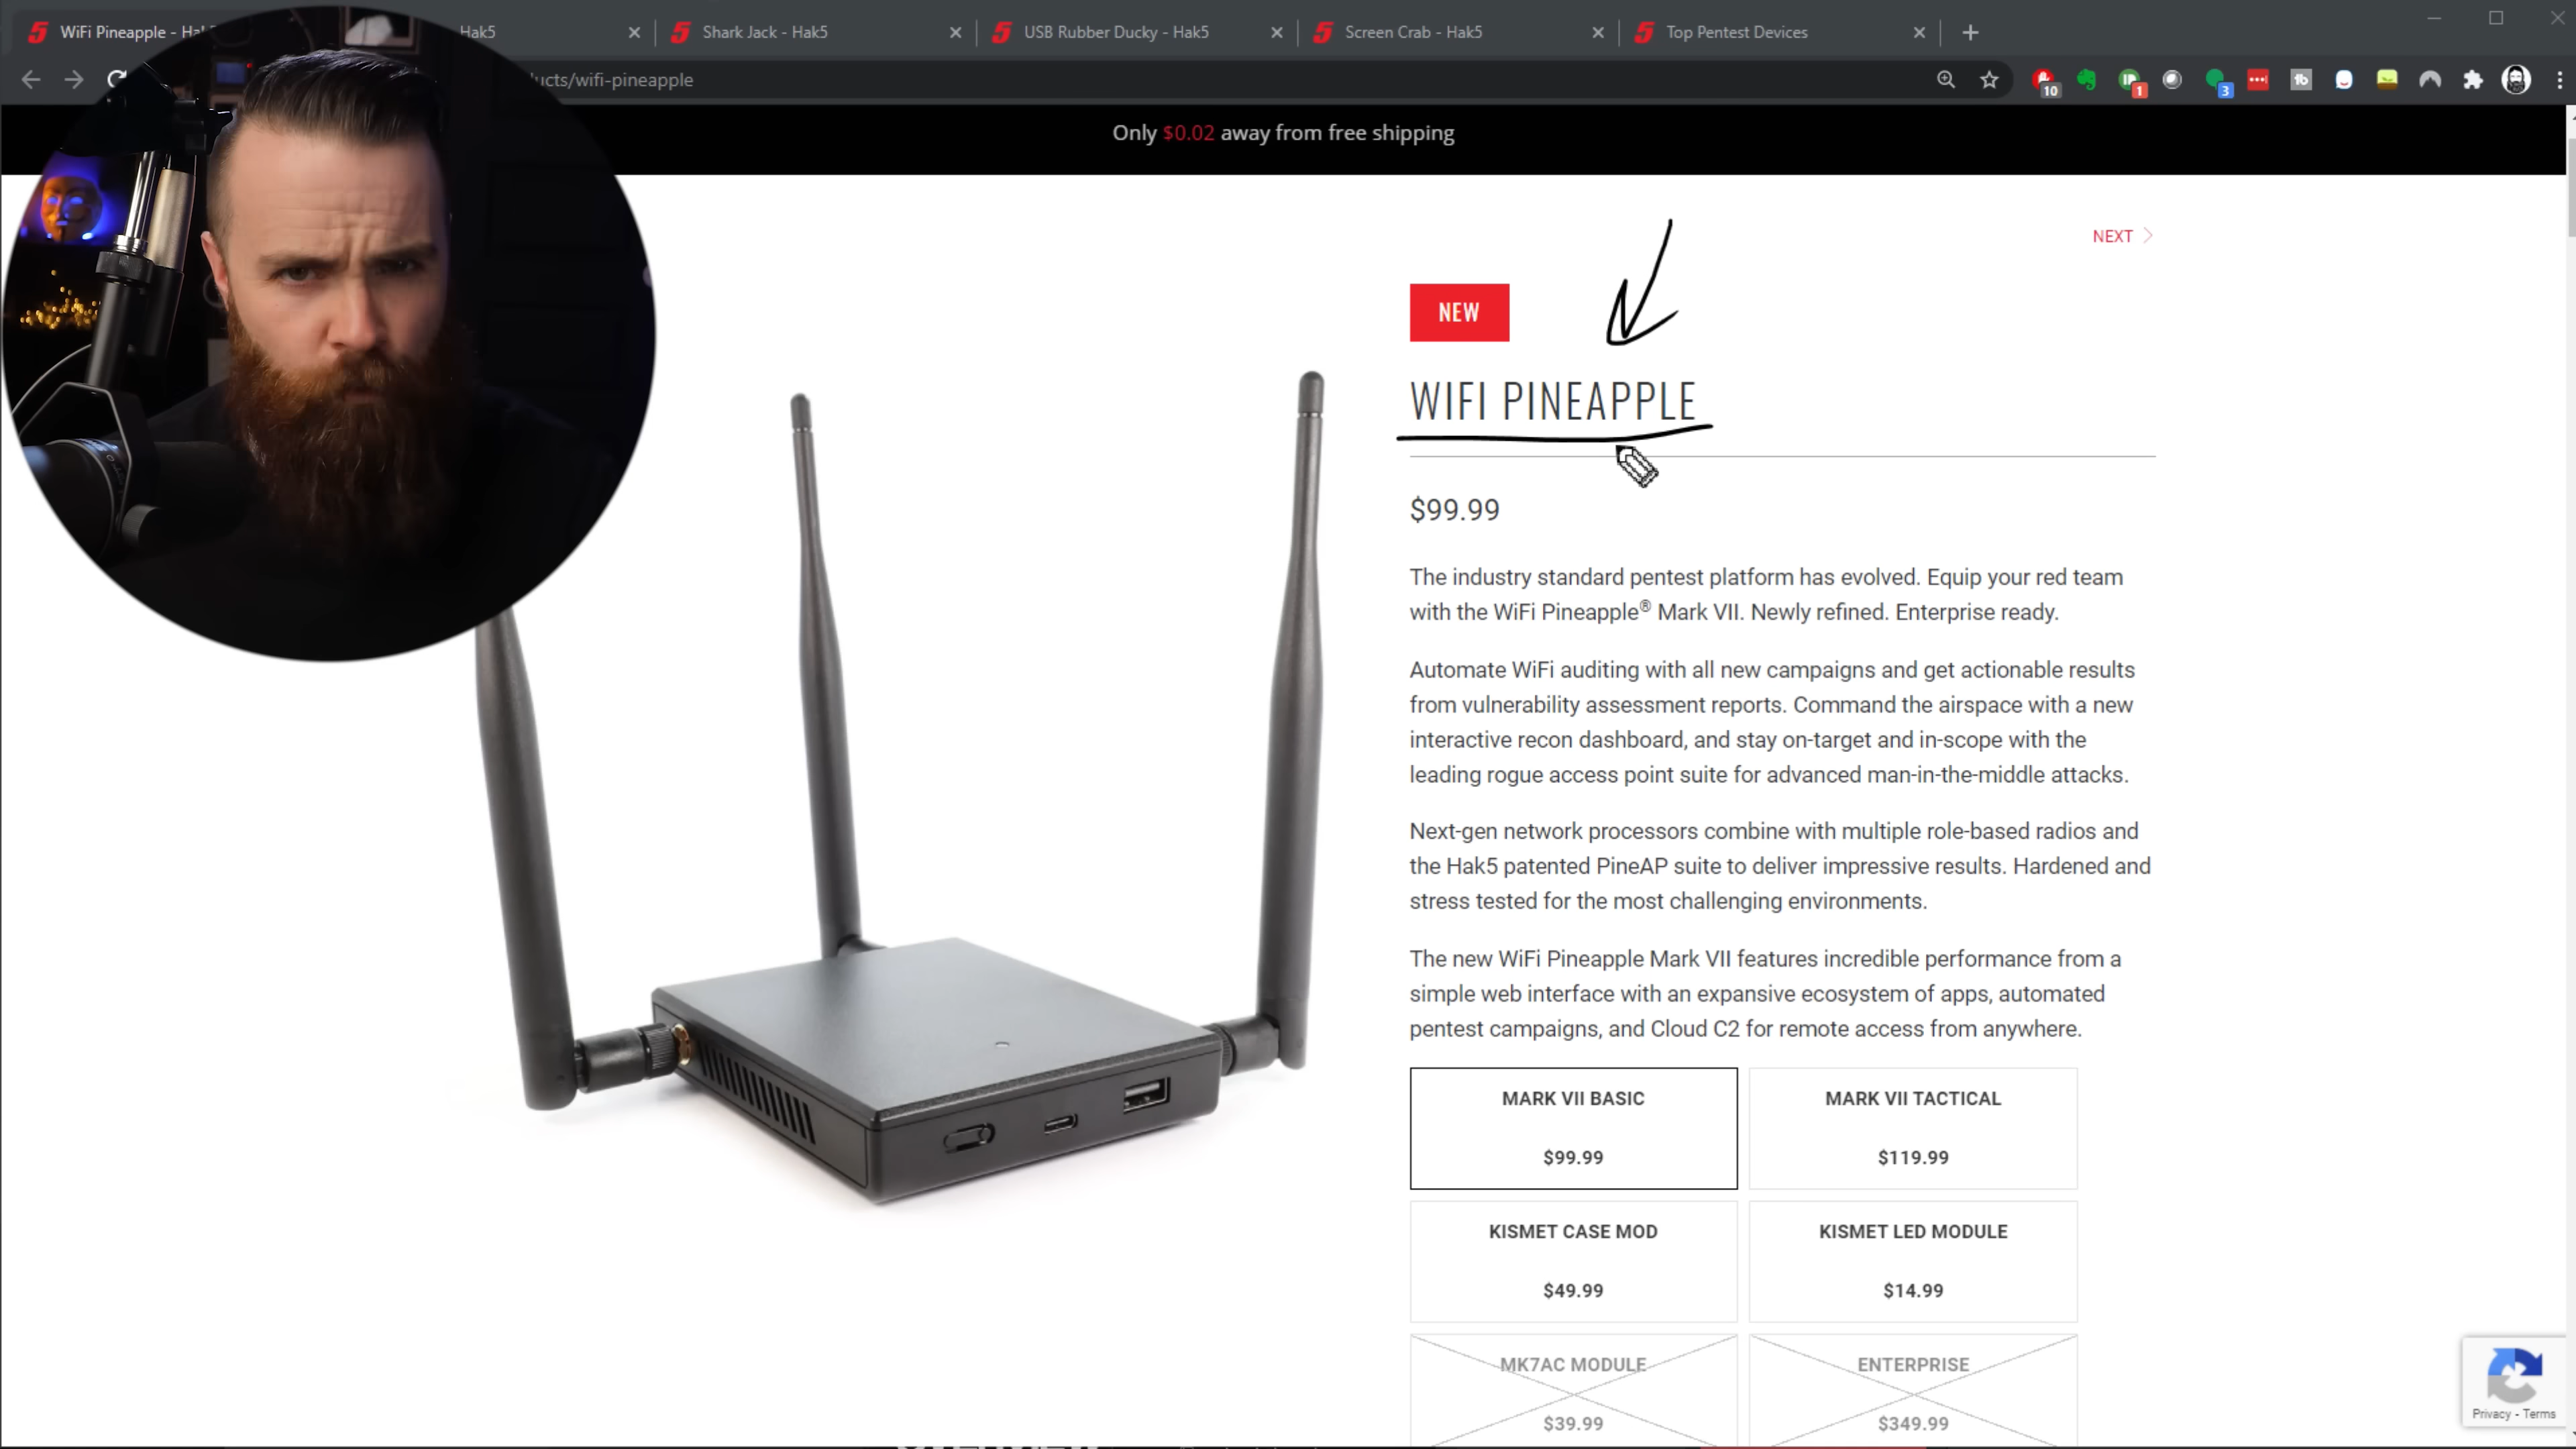 WiFi Pineapple - Hak
Hak5
Shark Jack - Hak5
USB Rubber Ducky - Hak5
Screen Crab - Hak5
Top Pentest Devices
ucts/wifi-pineapple
10
1
3
Only $0.02 away from free shipping
NEXT
NEW
WIFI PINEAPPLE
$99.99
The industry standard pentest platform has evolved. Equip your red team
with the WiFi Pineapple® Mark VII. Newly refined. Enterprise ready.
Automate WiFi auditing with all new campaigns and get actionable results
from vulnerability assessment reports. Command the airspace with a new
interactive recon dashboard, and stay on-target and in-scope with the
leading rogue access point suite for advanced man-in-the-middle attacks.
Next-gen network processors combine with multiple role-based radios and
the Hak5 patented PineAP suite to deliver impressive results. Hardened and
stress tested for the most challenging environments.
The new WiFi Pineapple Mark VII features incredible performance from a
simple web interface with an expansive ecosystem of apps, automated
pentest campaigns, and Cloud C2 for remote access from anywhere.
MARK VII BASIC
$99.99
MARK VII TACTICAL
$119.99
KISMET CASE MOD
$49.99
KISMET LED MODULE
$14.99
MK7AC MODULE
$39.99
ENTERPRISE
$349.99
Privacy - Terms